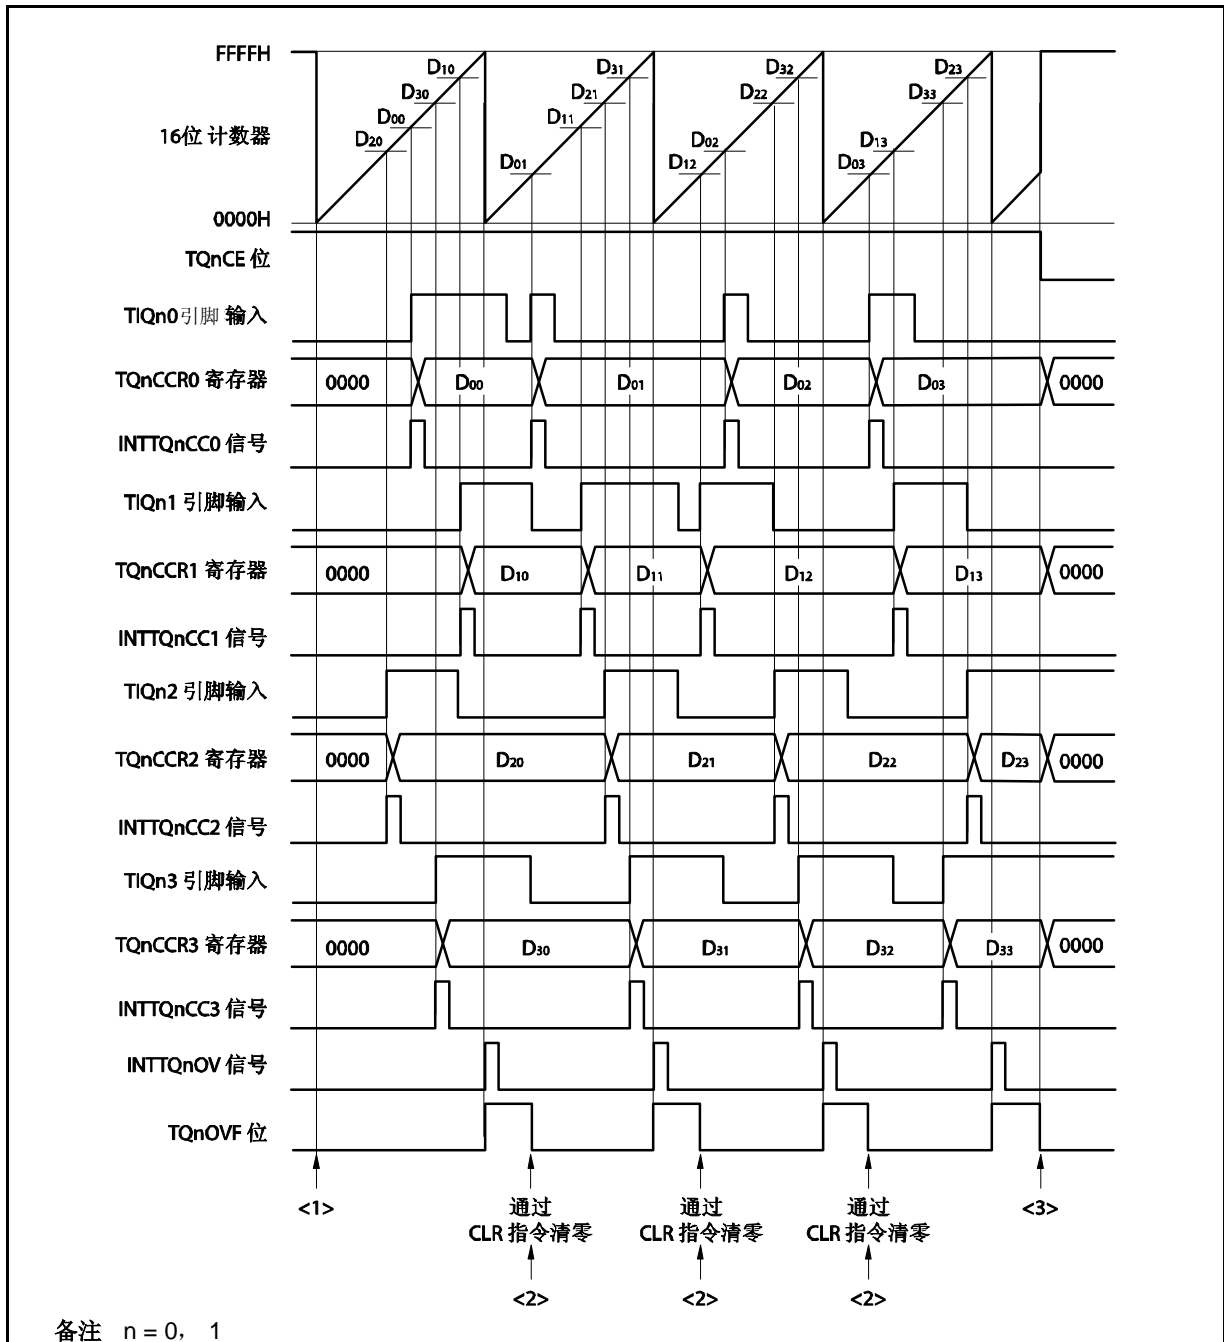 FFFFH
D10 D31 D32 D23
D30 D21 D22 D33
D00 D11 D02 D13
16位 计数器
D20 D01 D12 D03
0000H
TQnCE 位
TIQn0引脚 输入
TQnCCR0 寄存器 0000 D00 D01 D02 D03 0000
INTTQnCC0 信号
TIQn1 引脚输入
TQnCCR1 寄存器 0000 D10 D11 D12 D13 0000
INTTQnCC1 信号
TIQn2 引脚输入
TQnCCR2 寄存器 0000 D20 D21 D22 D23 0000
INTTQnCC2 信号
TIQn3 引脚输入
TQnCCR3 寄存器 0000 D30 D31 D32 D33 0000
INTTQnCC3 信号
INTTQnOV 信号
TQnOVF 位
<1> 通过 通过 通过 <3>
CLR 指令清零 CLR 指令清零 CLR 指令清零
<2> <2> <2>
备注 n = 0， 1